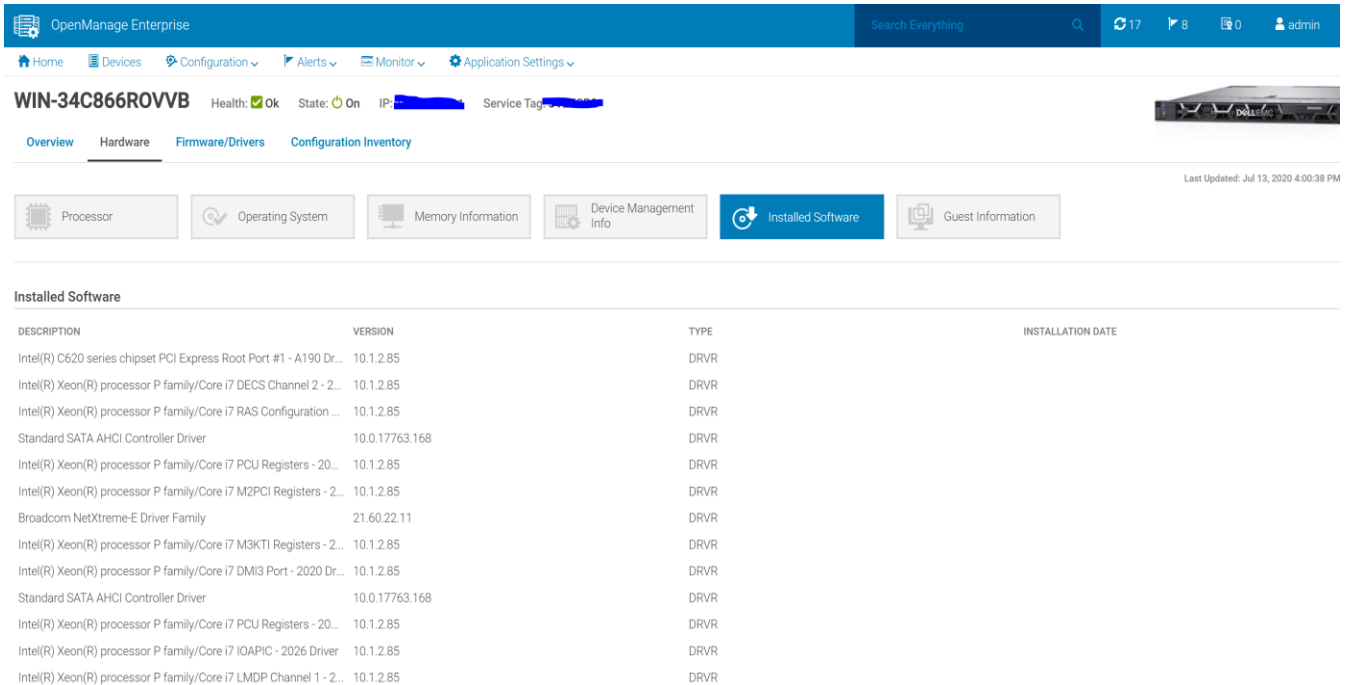 OpenManage Enterprise Search Everything 17 8 0 admin
Home Devices Configuration Alerts Monitor Application Settings
WIN-34C866ROVVB Health: Ok State: On IP: Service Tag:
DELLEMC
Overview Hardware Firmware/Drivers Configuration Inventory
Last Updated: Jul 13, 2020 4:00:38 PM
Processor Operating System Memory Information Device Management Info Installed Software Guest Information
Installed Software
DESCRIPTION VERSION TYPE INSTALLATION DATE
Intel(R) C620 series chipset PCI Express Root Port #1 - A190 Dr... 10.1.2.85 DRVR
Intel(R) Xeon(R) processor P family/Core i7 DECS Channel 2 - 2... 10.1.2.85 DRVR
Intel(R) Xeon(R) processor P family/Core i7 RAS Configuration ... 10.1.2.85 DRVR
Standard SATA AHCI Controller Driver 10.0.17763.168 DRVR
Intel(R) Xeon(R) processor P family/Core i7 PCU Registers - 20... 10.1.2.85 DRVR
Intel(R) Xeon(R) processor P family/Core i7 M2PCI Registers - 2... 10.1.2.85 DRVR
Broadcom NetXtreme-E Driver Family 21.60.22.11 DRVR
Intel(R) Xeon(R) processor P family/Core i7 M3KTI Registers - 2... 10.1.2.85 DRVR
Intel(R) Xeon(R) processor P family/Core i7 DMI3 Port - 2020 Dr... 10.1.2.85 DRVR
Standard SATA AHCI Controller Driver 10.0.17763.168 DRVR
Intel(R) Xeon(R) processor P family/Core i7 PCU Registers - 20... 10.1.2.85 DRVR
Intel(R) Xeon(R) processor P family/Core i7 IOAPIC - 2026 Driver 10.1.2.85 DRVR
Intel(R) Xeon(R) processor P family/Core i7 LMDP Channel 1 - 2... 10.1.2.85 DRVR